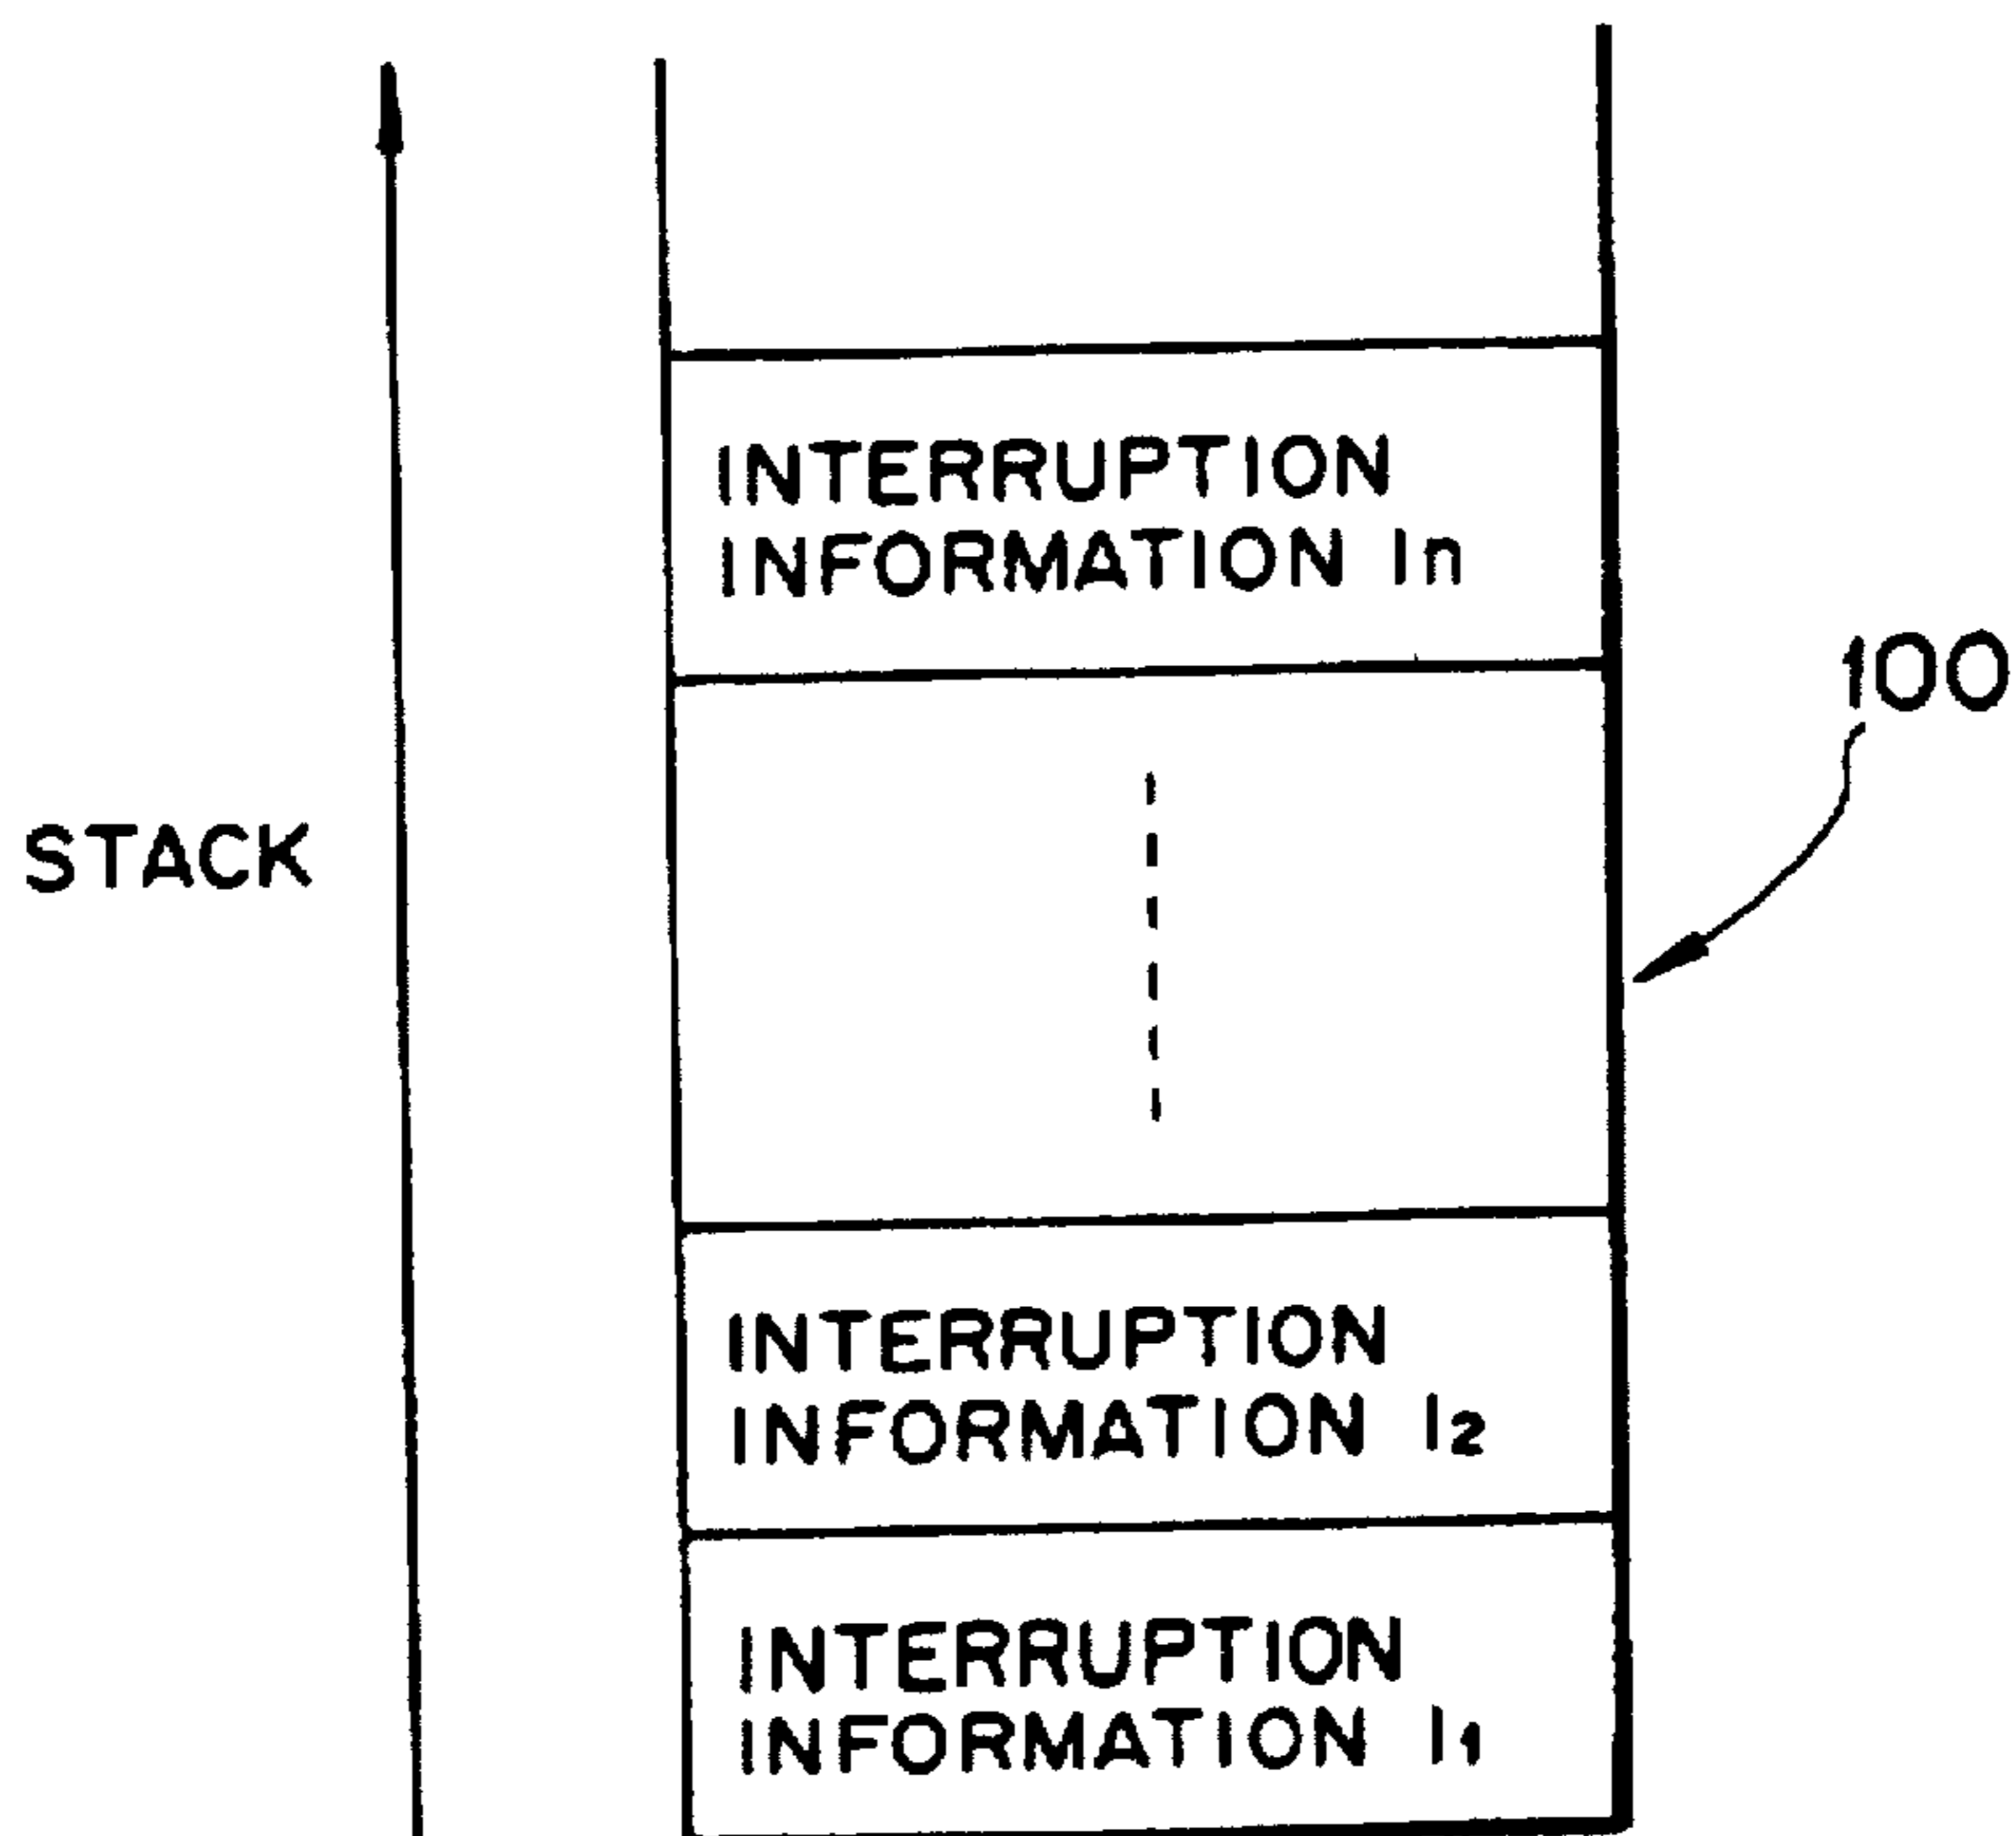 INTERRUPTION
INFORMATION In
100
STACK
INTERRUPTION
INFORMATION I2
INTERRUPTION
INFORMATION I1